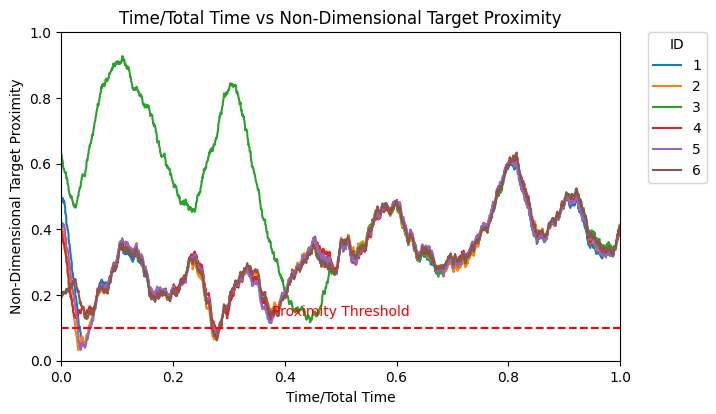 Time/Total Time vs Non-Dimensional Target Proximity
Non-Dimensional Target Proximity
1.0
0.8
0.6
0.4
0.2
0.0
Proximity Threshold
0.0 0.2 0.4 0.6 0.8 1.0
Time/Total Time
ID
1
2
3
4
5
6